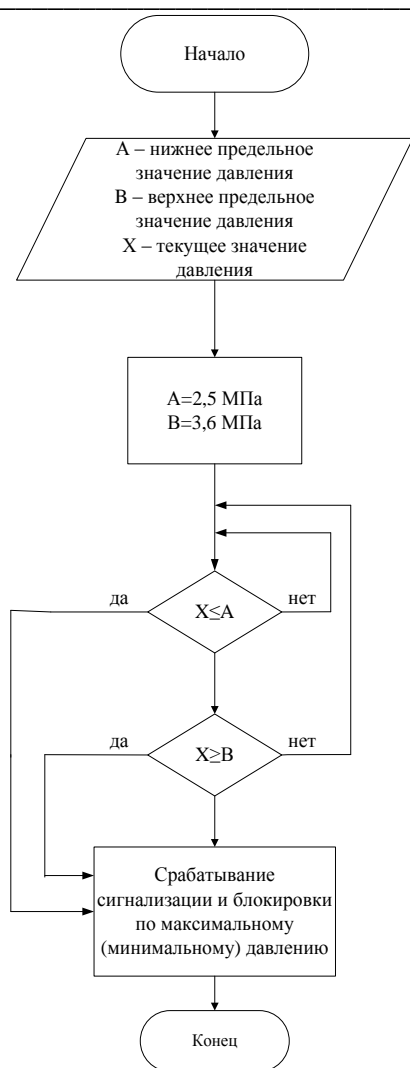 Начало
А – нижнее предельное
значение давления
В – верхнее предельное
значение давления
Х – текущее значение
давления
А=2,5 МПа
В=3,6 МПа
да
X≤A
нет
да
X≥B
нет
Срабатывание
сигнализации и блокировки
по максимальному
(минимальному) давлению
Конец